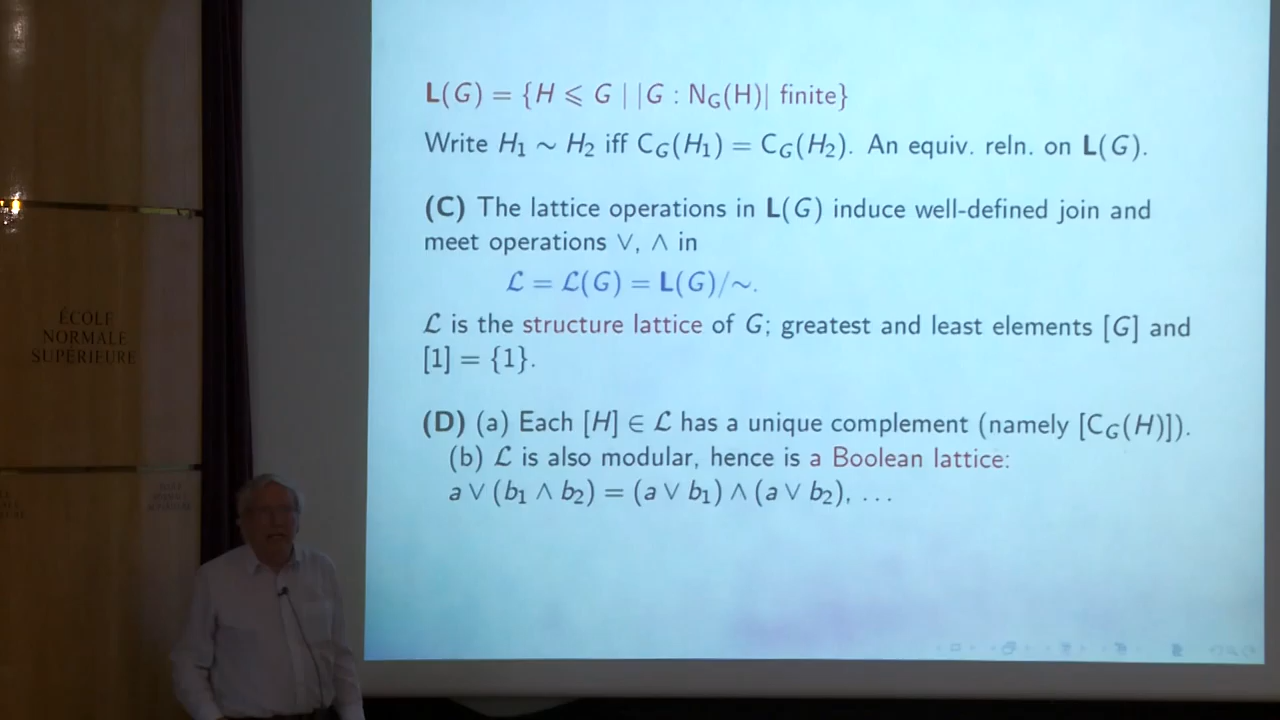 L(G) = {H ⩽ G | |G : N_G(H)| finite}
Write H₁ ∼ H₂ iff C_G(H₁) = C_G(H₂). An equiv. reln. on L(G).
(C) The lattice operations in L(G) induce well-defined join and
meet operations ∨, ∧ in
ℒ = ℒ(G) = L(G)/∼.
ℒ is the structure lattice of G; greatest and least elements [G] and
[1] = {1}.
(D) (a) Each [H] ∈ ℒ has a unique complement (namely [C_G(H)]).
(b) ℒ is also modular, hence is a Boolean lattice:
a ∨ (b₁ ∧ b₂) = (a ∨ b₁) ∧ (a ∨ b₂), …
ÉCOLE
NORMALE
SUPÉRIEURE